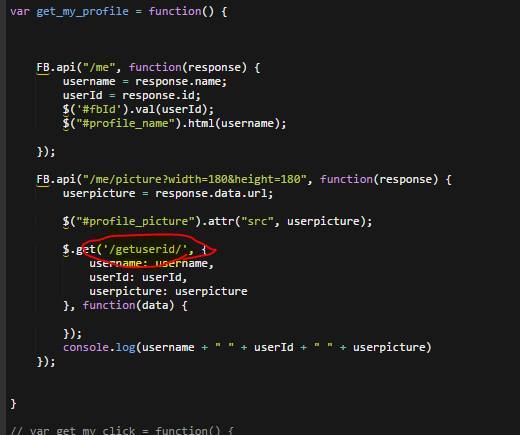 var get_my_profile = function() {
FB.api("/me", function(response) {
username = response.name;
userId = response.id;
$('#fbId').val(userId);
$("#profile_name").html(username);
});
FB.api("/me/picture?width=180&height=180", function(response) {
userpicture = response.data.url;
$("#profile_picture").attr("src", userpicture);
$.get('/getuserid/', {
username: username,
userId: userId,
userpicture: userpicture
}, function(data) {
});
console.log(username + " " + userId + " " + userpicture)
});
}
// var get_my_click = function() {